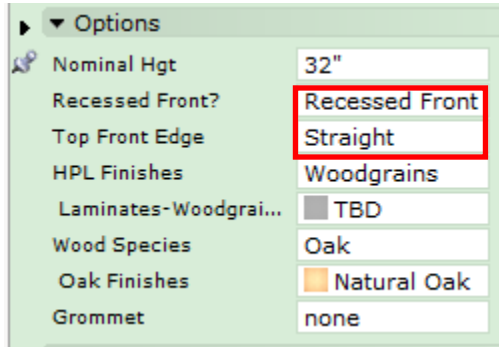 Options
Nominal Hgt 32"
Recessed Front? Recessed Front
Top Front Edge Straight
HPL Finishes Woodgrains
Laminates-Woodgrai... TBD
Wood Species Oak
Oak Finishes Natural Oak
Grommet none